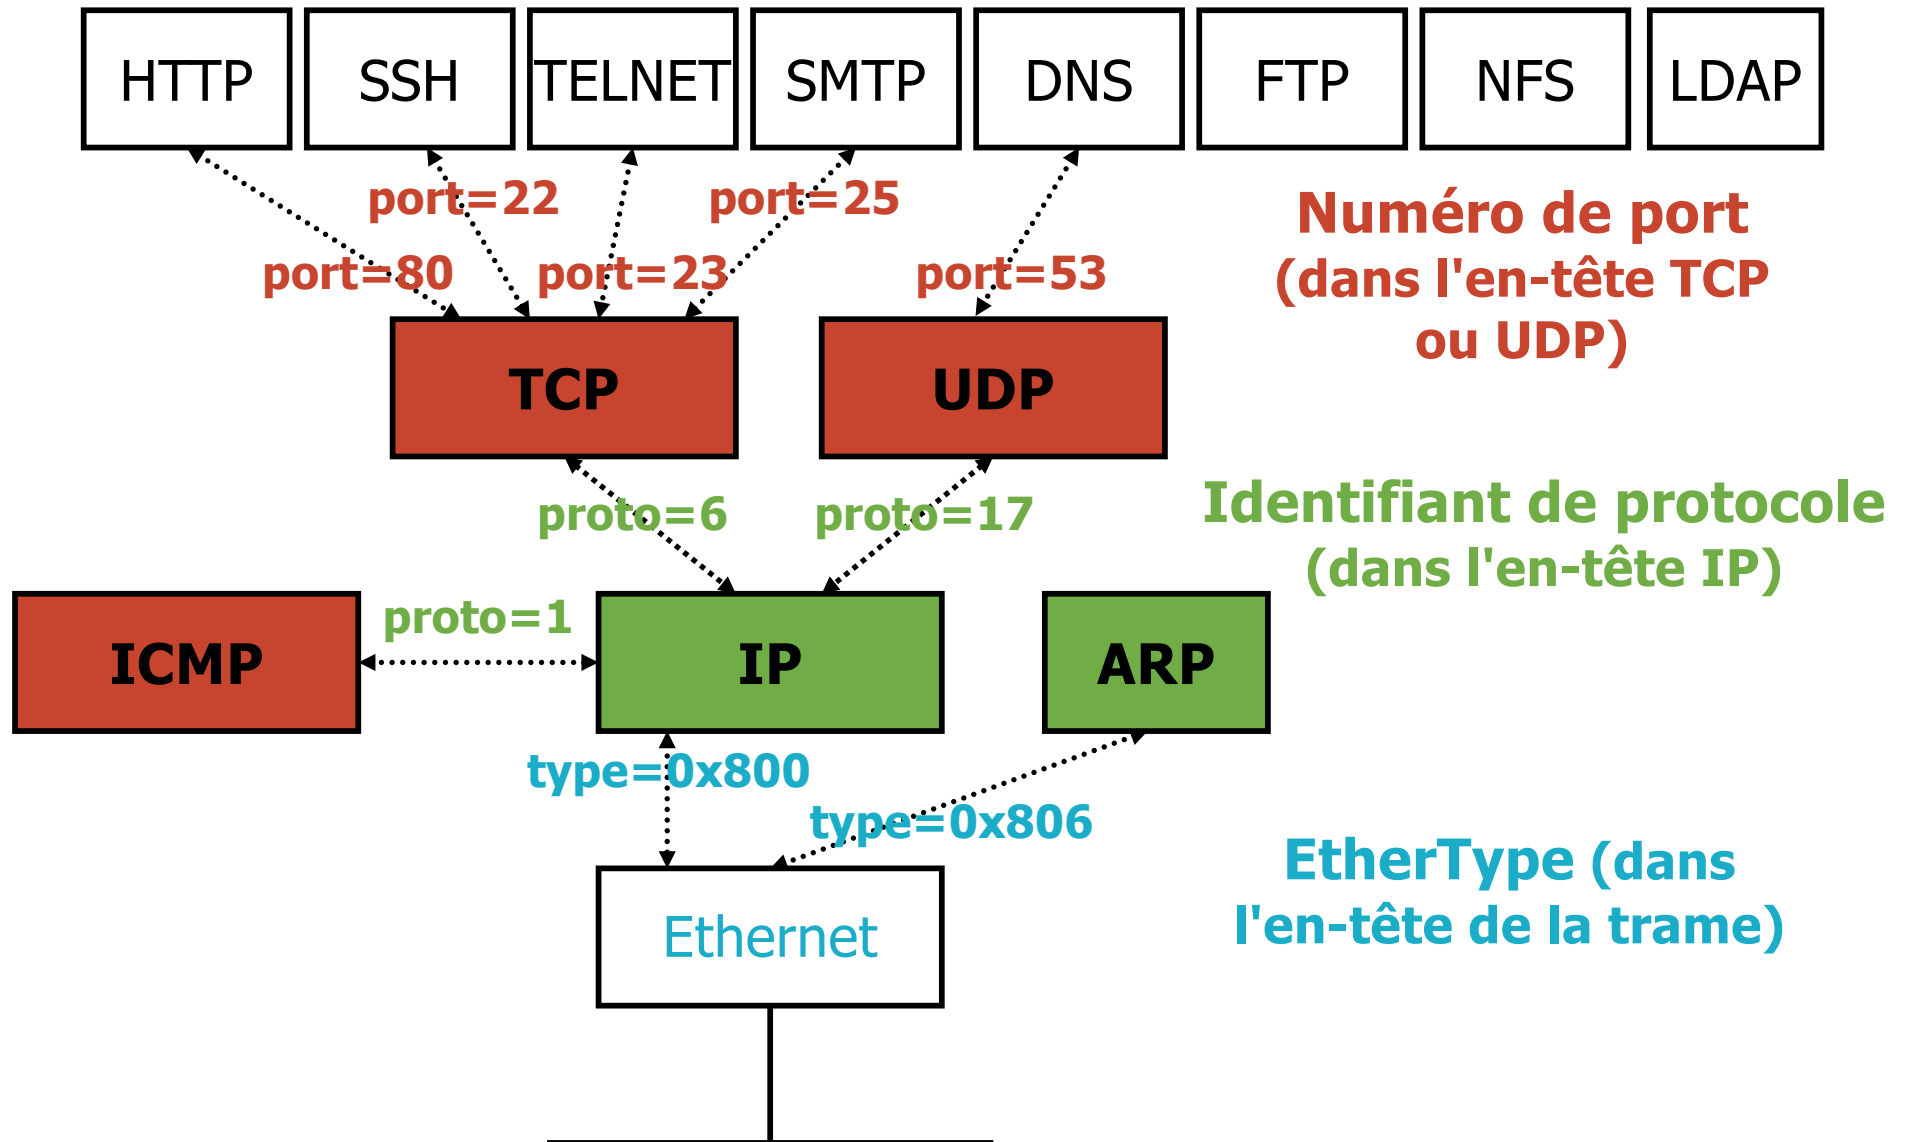 HTTP
SSH
TELNET
SMTP
DNS
FTP
NFS
LDAP
port=22
port=25
port=80
port=23
port=53
Numéro de port
(dans l'en-tête TCP
ou UDP)
TCP
UDP
proto=6
proto=17
Identifiant de protocole
(dans l'en-tête IP)
ICMP
proto=1
IP
ARP
type=0x800
type=0x806
EtherType (dans
l'en-tête de la trame)
Ethernet